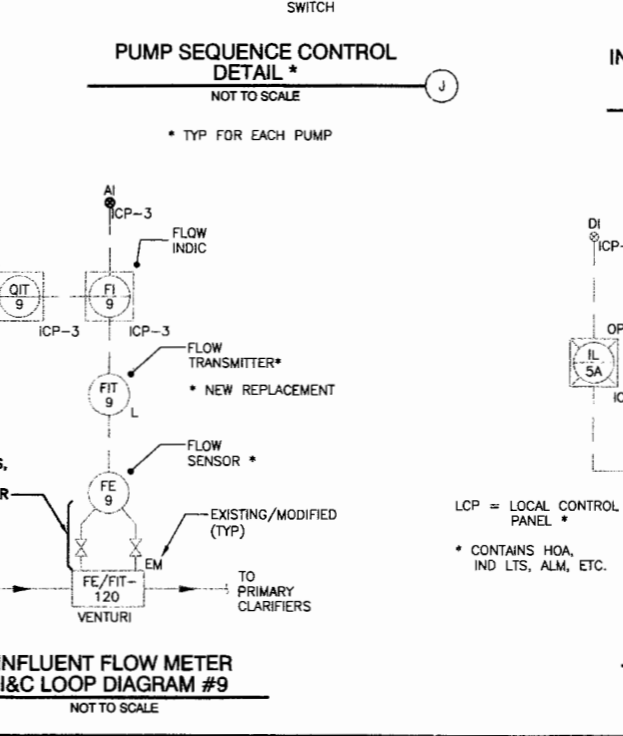 SWITCH
PUMP SEQUENCE CONTROL
DETAIL *
NOT TO SCALE
J
* TYP FOR EACH PUMP
AI
ICP-3
FLOW
INDIC
QIT
9
FI
9
ICP-3
ICP-3
FLOW
TRANSMITTER*
* NEW REPLACEMENT
FIT
9
L
FLOW
SENSOR *
FE
9
EXISTING/MODIFIED
(TYP)
EM
FE/FIT-
120
VENTURI
TO
PRIMARY
CLARIFIERS
INFLUENT FLOW METER
I&C LOOP DIAGRAM #9
NOT TO SCALE
DI
ICP-
OP
IL
5A
IC
LCP = LOCAL CONTROL
PANEL *
* CONTAINS HOA,
IND LTS, ALM, ETC.